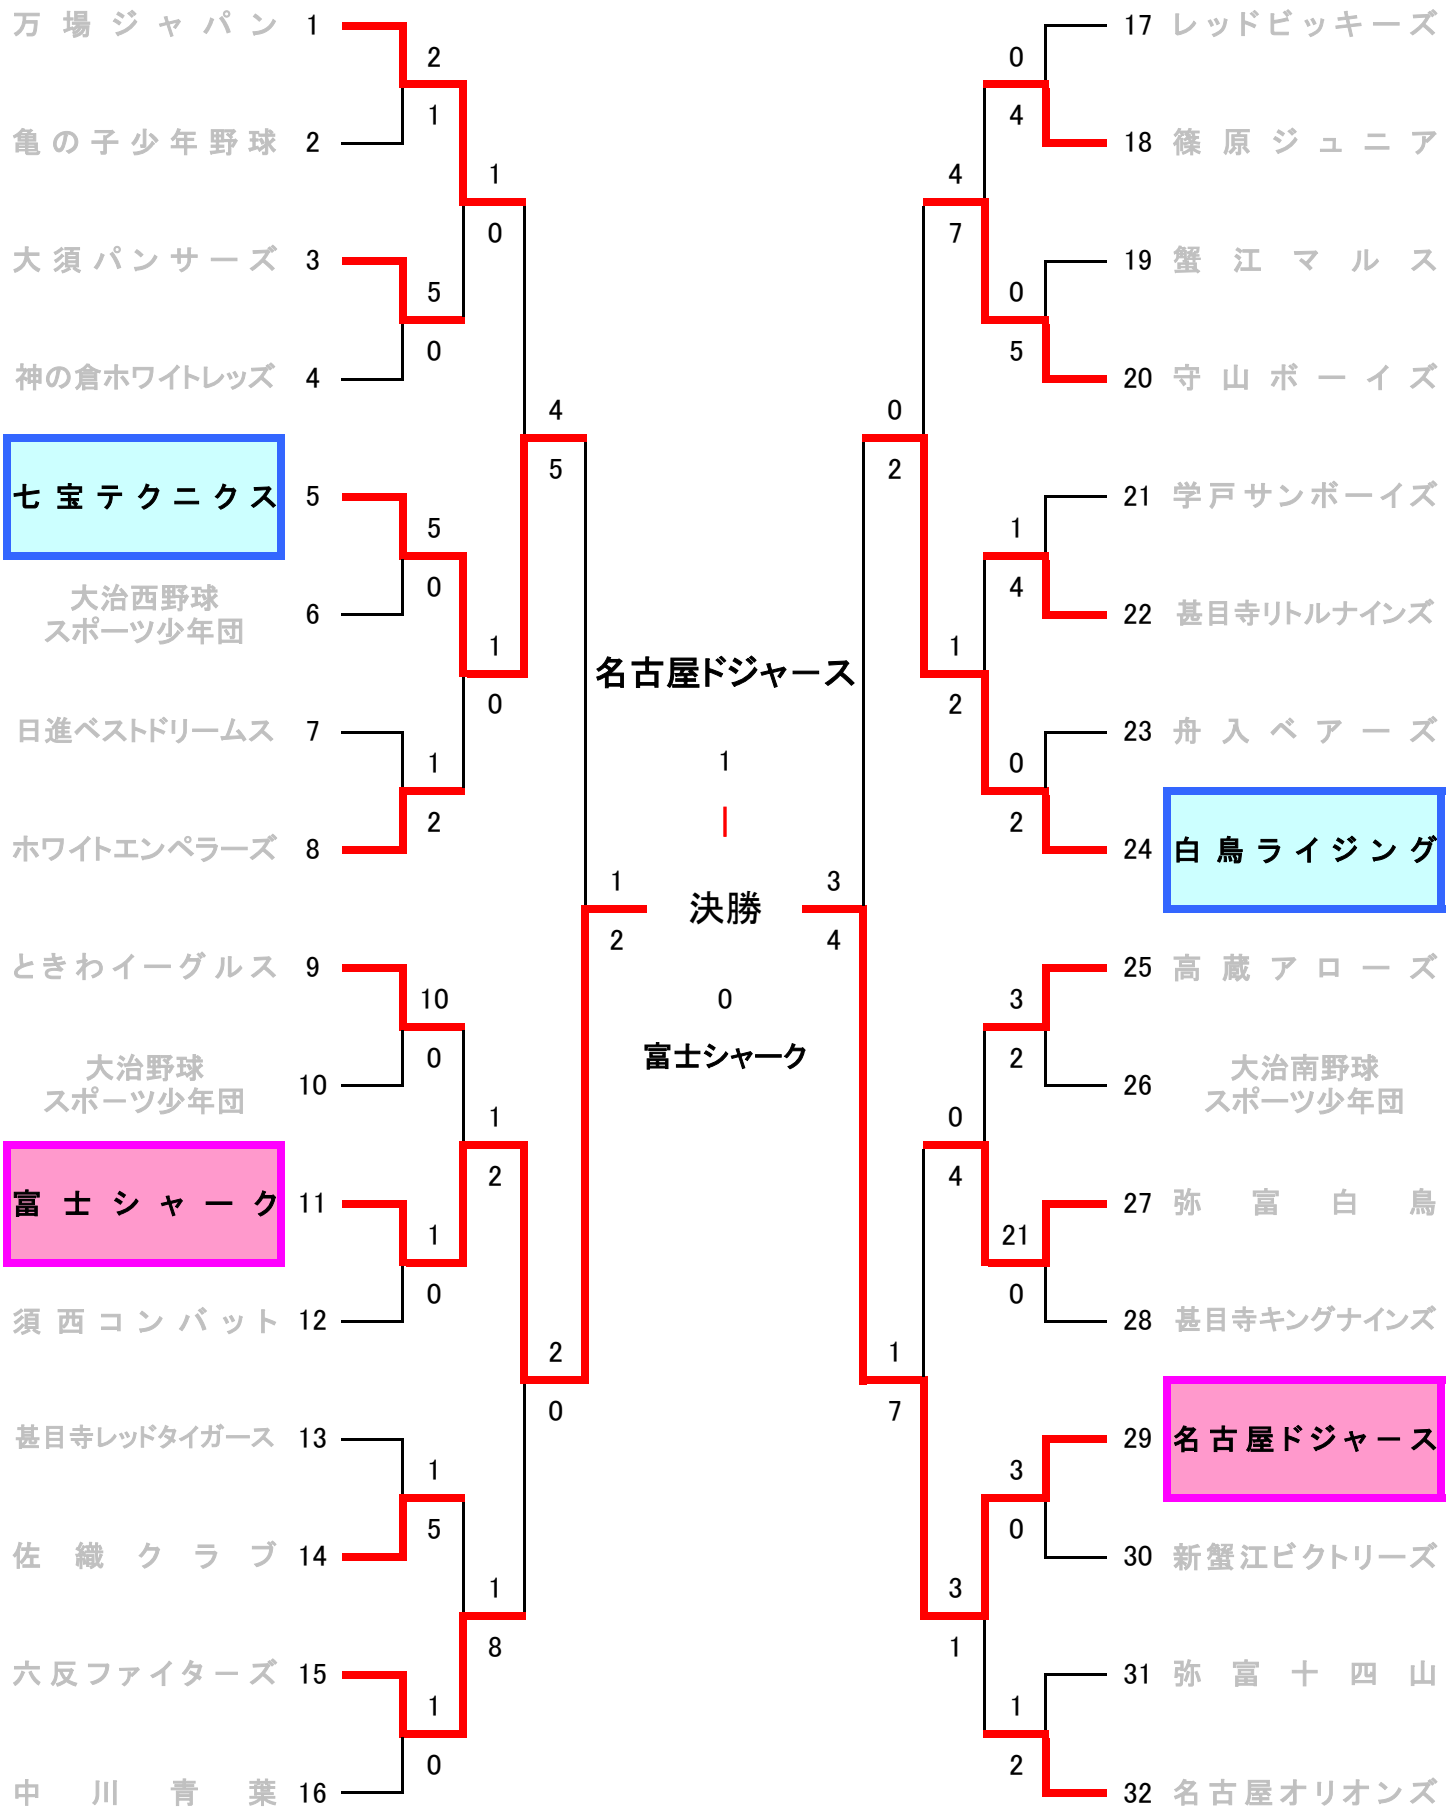 万場ジャパン 1
2
1
亀の子少年野球 2
1
0
大須パンサーズ 3
5
0
神の倉ホワイトレッズ 4
4
5
七宝テクニクス 5
5
0
大治西野球
スポーツ少年団 6
1
0
日進ベストドリームス 7
1
2
ホワイトエンペラーズ 8
1
2
ときわイーグルス 9
10
0
大治野球
スポーツ少年団 10
1
2
富士シャーク 11
1
0
須西コンバット 12
2
0
甚目寺レッドタイガース 13
1
5
佐織クラブ 14
1
8
六反ファイターズ 15
1
0
中川青葉 16
名古屋ドジャース
1
|
決勝
0
富士シャーク
17 レッドビッキーズ
0
4
18 篠原ジュニア
4
7
19 蟹江マルス
0
5
20 守山ボーイズ
0
2
21 学戸サンボーイズ
1
4
22 甚目寺リトルナインズ
1
2
23 舟入ベアーズ
0
2
24 白鳥ライジング
3
4
25 高蔵アローズ
3
2
26 大治南野球
スポーツ少年団
0
4
27 弥富白鳥
21
0
28 甚目寺キングナインズ
1
7
29 名古屋ドジャース
3
0
30 新蟹江ビクトリーズ
3
1
31 弥富十四山
1
2
32 名古屋オリオンズ